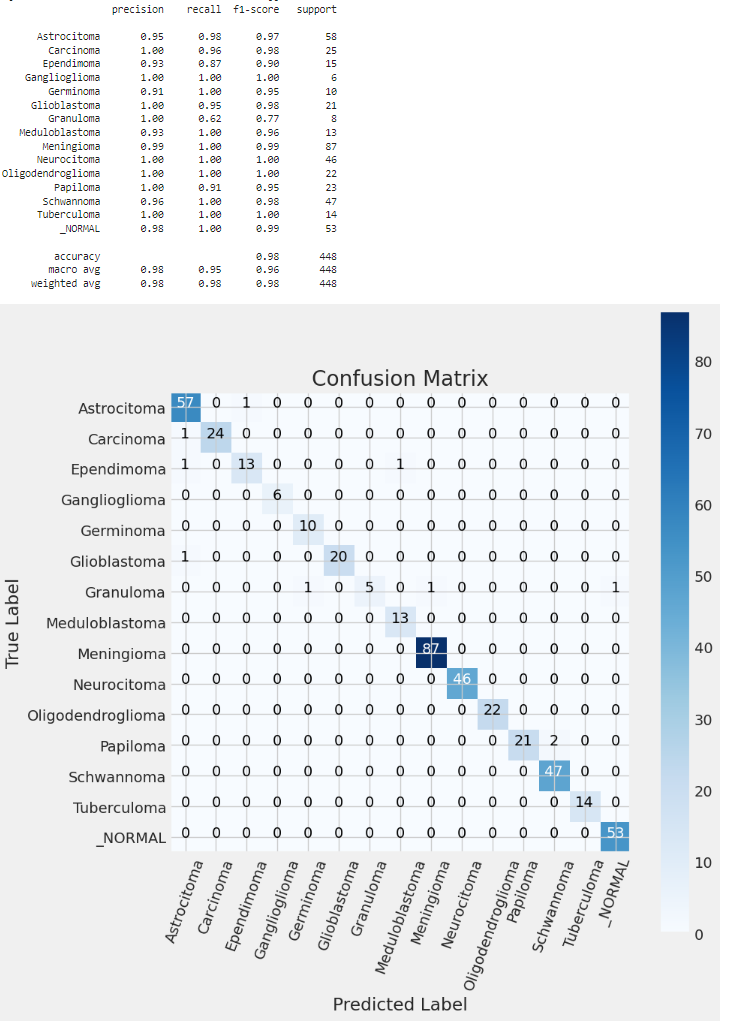 precision recall f1-score support
Astrocitoma 0.95 0.98 0.97 58
Carcinoma 1.00 0.96 0.98 25
Ependimoma 0.93 0.87 0.90 15
Ganglioglioma 1.00 1.00 1.00 6
Germinoma 0.91 1.00 0.95 10
Glioblastoma 1.00 0.95 0.98 21
Granuloma 1.00 0.62 0.77 8
Meduloblastoma 0.93 1.00 0.96 13
Meningioma 0.99 1.00 0.99 87
Neurocitoma 1.00 1.00 1.00 46
Oligodendroglioma 1.00 1.00 1.00 22
Papiloma 1.00 0.91 0.95 23
Schwannoma 0.96 1.00 0.98 47
Tuberculoma 1.00 1.00 1.00 14
_NORMAL 0.98 1.00 0.99 53
accuracy 0.98 448
macro avg 0.98 0.95 0.96 448
weighted avg 0.98 0.98 0.98 448
Confusion Matrix
True Label
Astrocitoma 57 0 1 0 0 0 0 0 0 0 0 0 0 0 0
Carcinoma 1 24 0 0 0 0 0 0 0 0 0 0 0 0 0
Ependimoma 1 0 13 0 0 0 0 1 0 0 0 0 0 0 0
Ganglioglioma 0 0 0 6 0 0 0 0 0 0 0 0 0 0 0
Germinoma 0 0 0 0 10 0 0 0 0 0 0 0 0 0 0
Glioblastoma 1 0 0 0 0 20 0 0 0 0 0 0 0 0 0
Granuloma 0 0 0 0 1 0 5 0 1 0 0 0 0 0 1
Meduloblastoma 0 0 0 0 0 0 0 13 0 0 0 0 0 0 0
Meningioma 0 0 0 0 0 0 0 0 87 0 0 0 0 0 0
Neurocitoma 0 0 0 0 0 0 0 0 0 46 0 0 0 0 0
Oligodendroglioma 0 0 0 0 0 0 0 0 0 0 22 0 0 0 0
Papiloma 0 0 0 0 0 0 0 0 0 0 0 21 2 0 0
Schwannoma 0 0 0 0 0 0 0 0 0 0 0 0 47 0 0
Tuberculoma 0 0 0 0 0 0 0 0 0 0 0 0 0 14 0
_NORMAL 0 0 0 0 0 0 0 0 0 0 0 0 0 0 53
Astrocitoma
Carcinoma
Ependimoma
Ganglioglioma
Germinoma
Glioblastoma
Granuloma
Meduloblastoma
Meningioma
Neurocitoma
Oligodendroglioma
Papiloma
Schwannoma
Tuberculoma
_NORMAL
Predicted Label
80
70
60
50
40
30
20
10
0